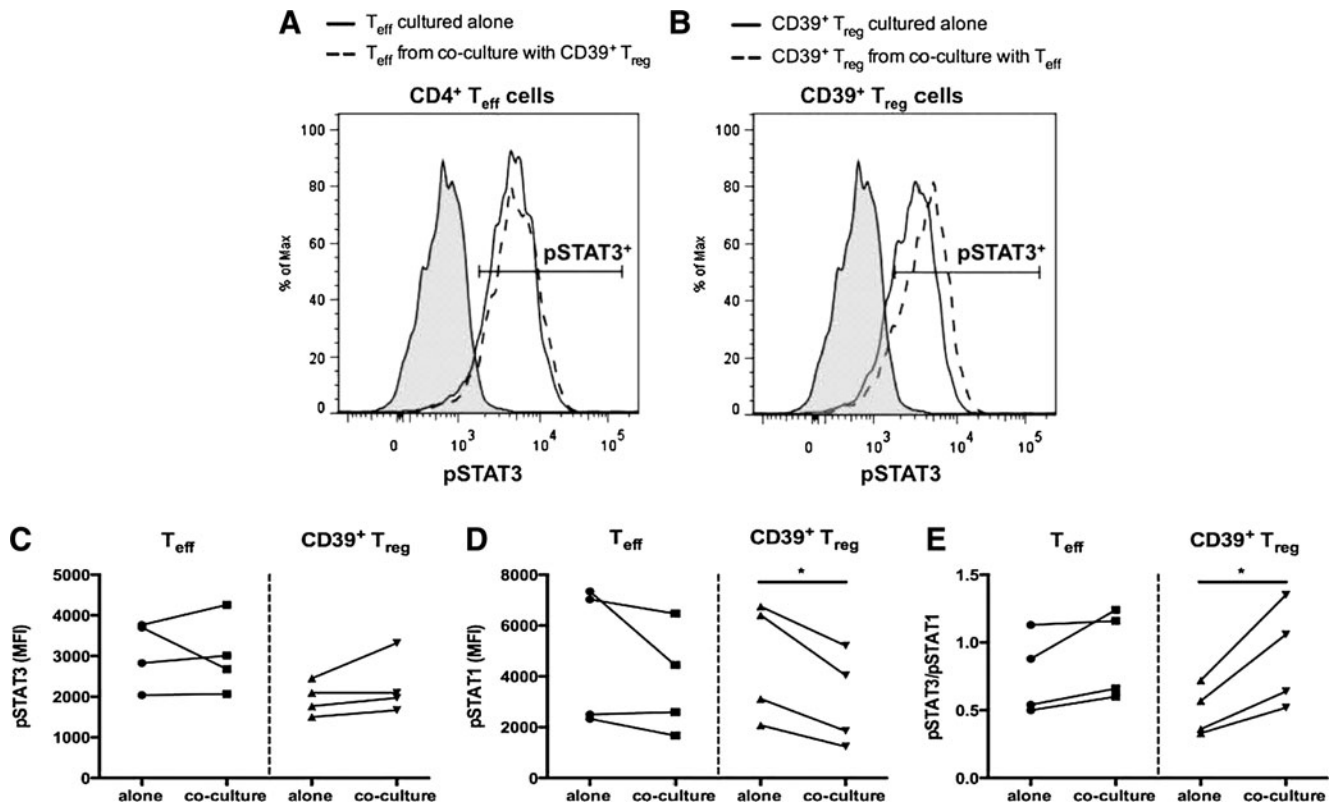 A
T_eff cultured alone
T_eff from co-culture with CD39⁺ T_reg
CD4⁺ T_eff cells
% of Max
100
80
60
40
20
0
pSTAT3⁺
0 10³ 10⁴ 10⁵
pSTAT3
B
CD39⁺ T_reg cultured alone
CD39⁺ T_reg from co-culture with T_eff
CD39⁺ T_reg cells
% of Max
100
80
60
40
20
0
pSTAT3⁺
0 10³ 10⁴ 10⁵
pSTAT3
C
T_eff CD39⁺ T_reg
pSTAT3 (MFI)
5000
4000
3000
2000
1000
0
alone co-culture alone co-culture
D
T_eff CD39⁺ T_reg
*
pSTAT1 (MFI)
8000
6000
4000
2000
0
alone co-culture alone co-culture
E
T_eff CD39⁺ T_reg
*
pSTAT3/pSTAT1
1.5
1.0
0.5
0.0
alone co-culture alone co-culture